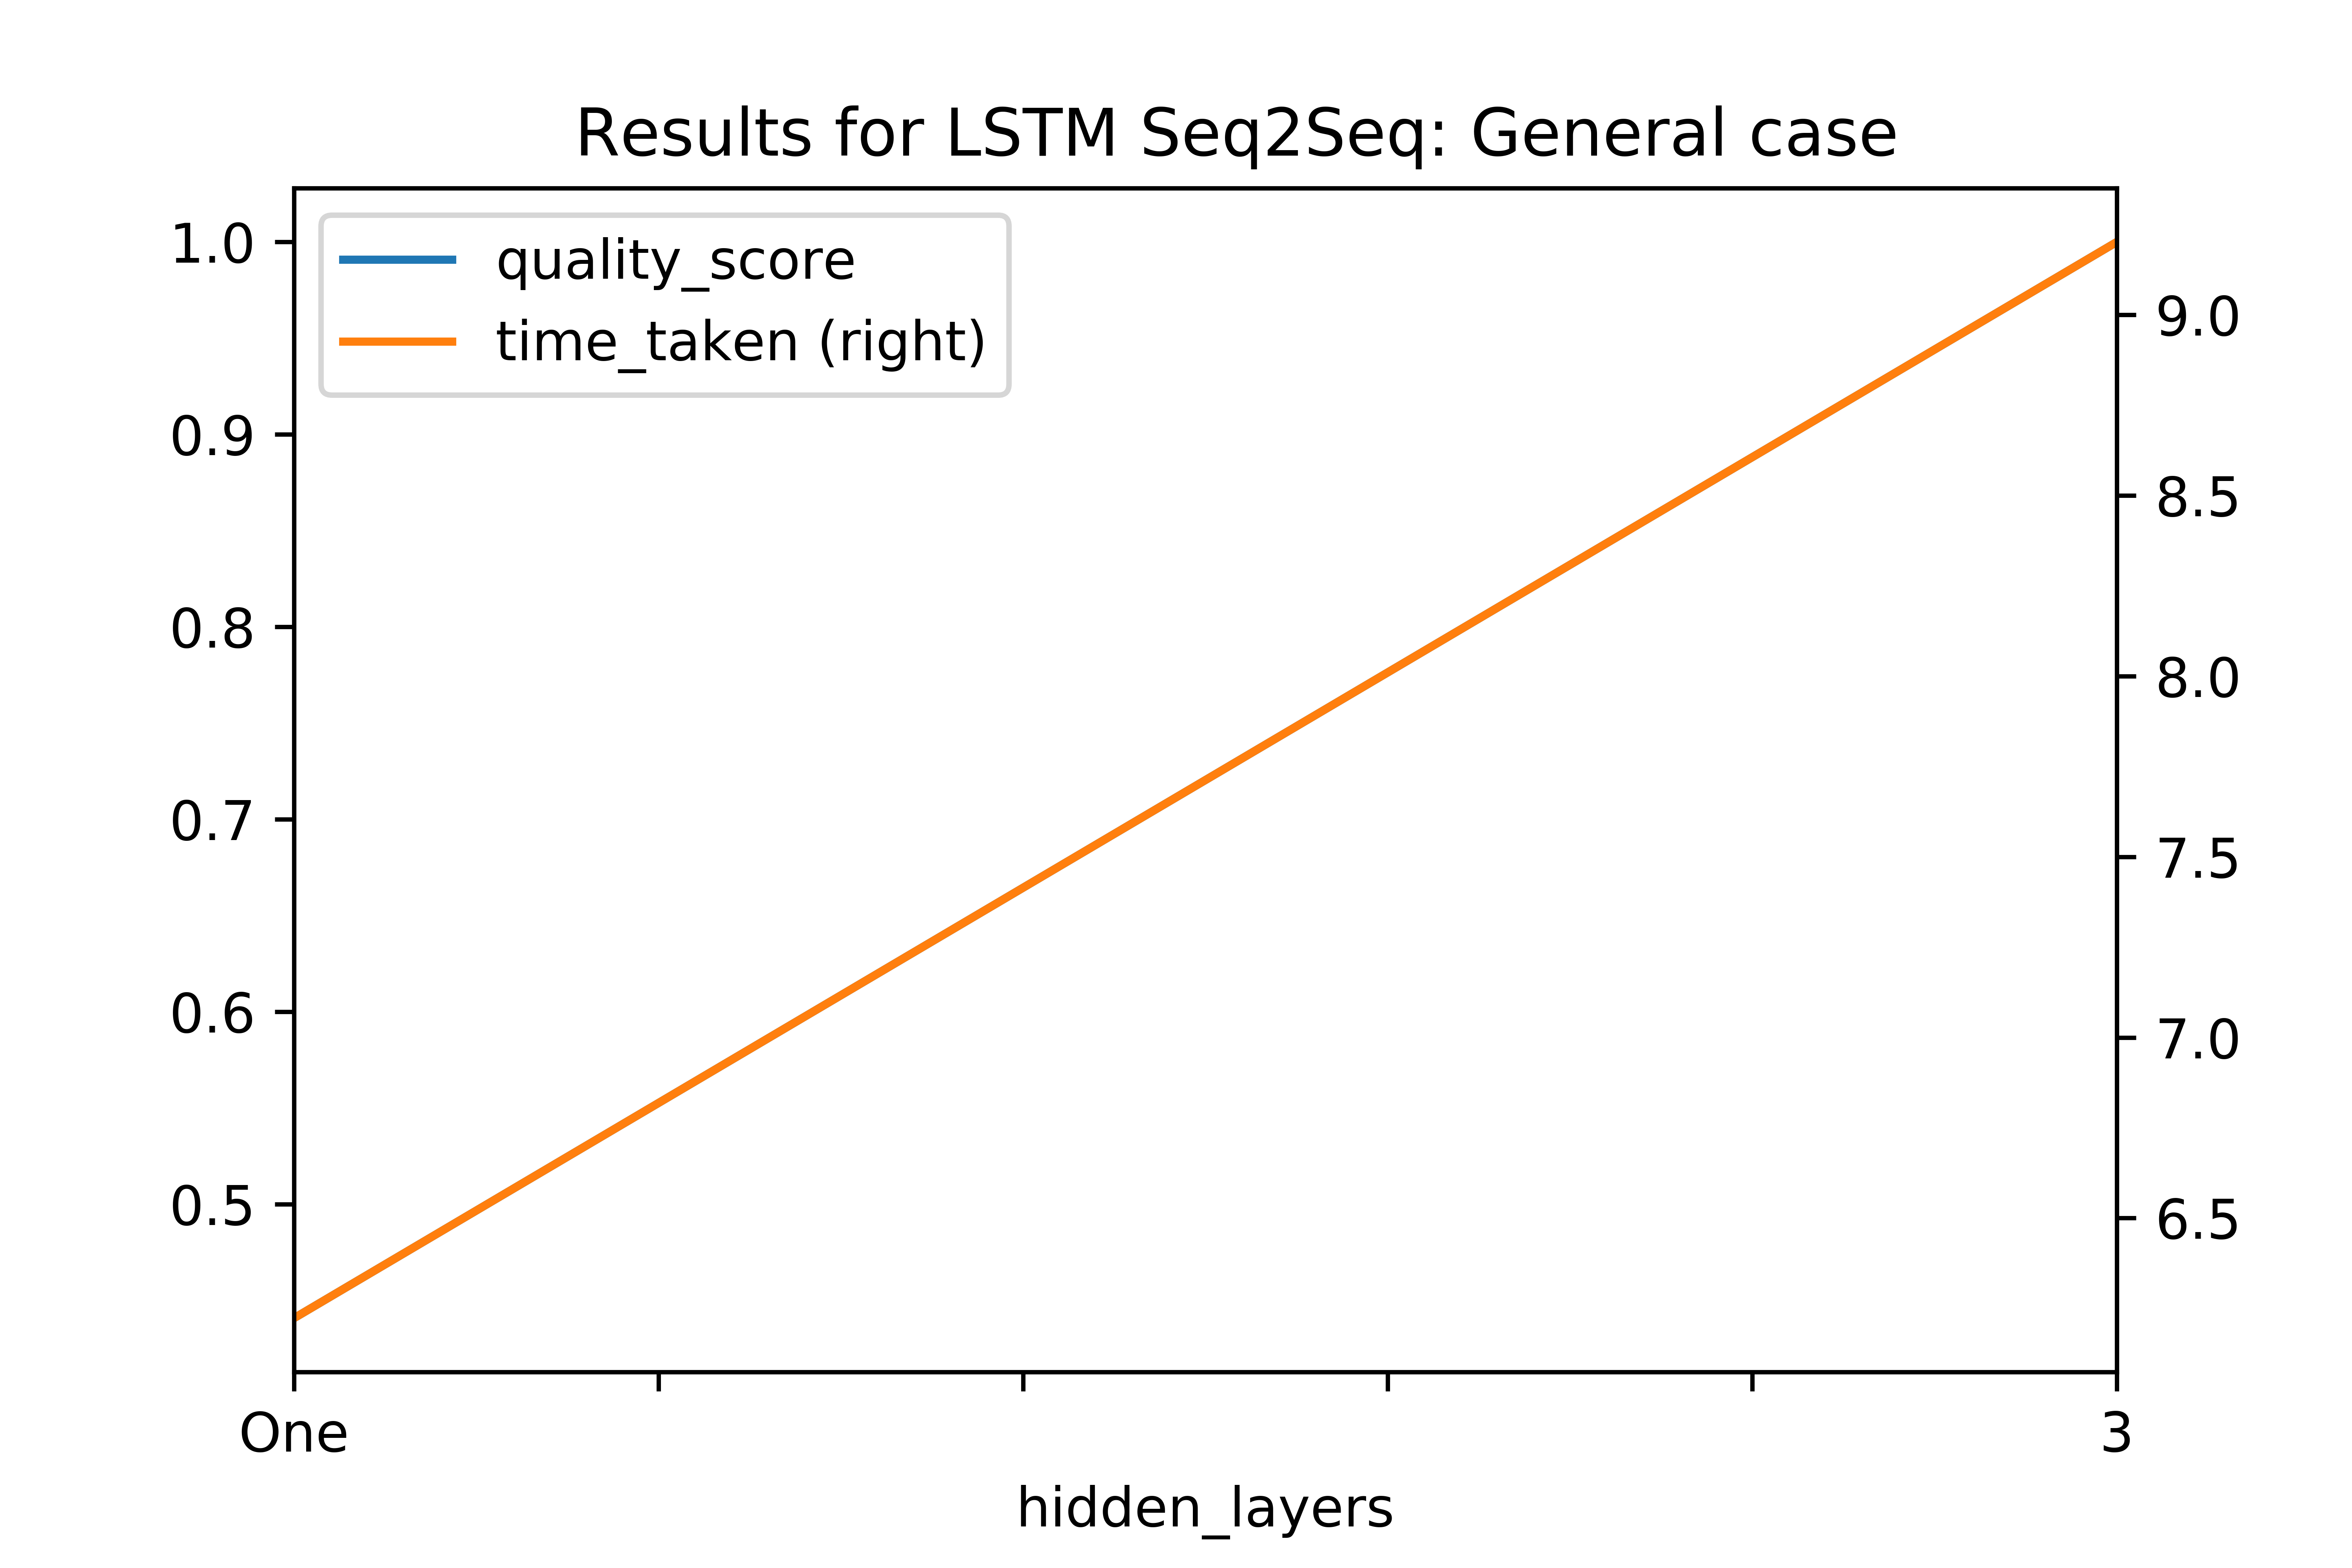 Results for LSTM Seq2Seq: General case
quality_score
time_taken (right)
1.0
0.9
0.8
0.7
0.6
0.5
9.0
8.5
8.0
7.5
7.0
6.5
One
3
hidden_layers